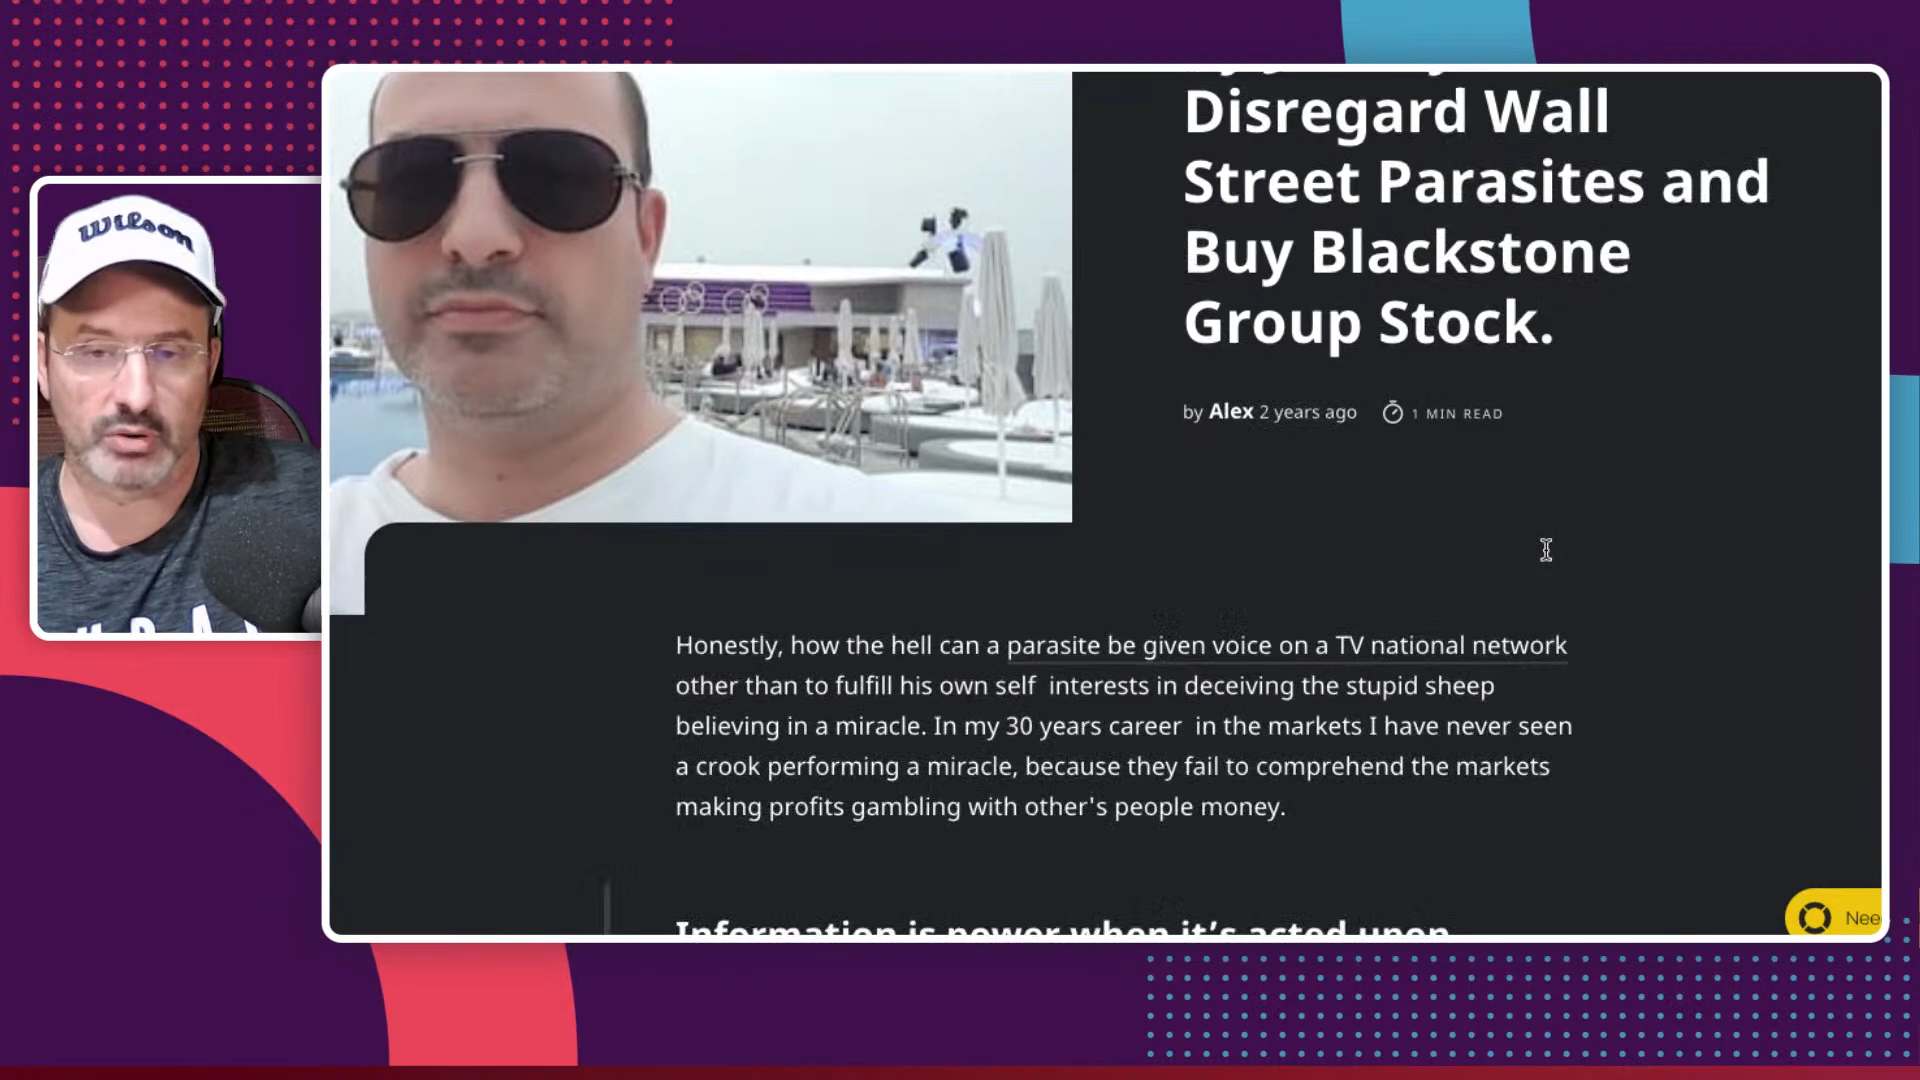 Wilson
Disregard Wall
Street Parasites and
Buy Blackstone
Group Stock.
by Alex 2 years ago
1 MIN READ
Honestly, how the hell can a parasite be given voice on a TV national network
other than to fulfill his own self interests in deceiving the stupid sheep
believing in a miracle. In my 30 years career in the markets I have never seen
a crook performing a miracle, because they fail to comprehend the markets
making profits gambling with other's people money.
Information is power when it’s acted upon
Nee